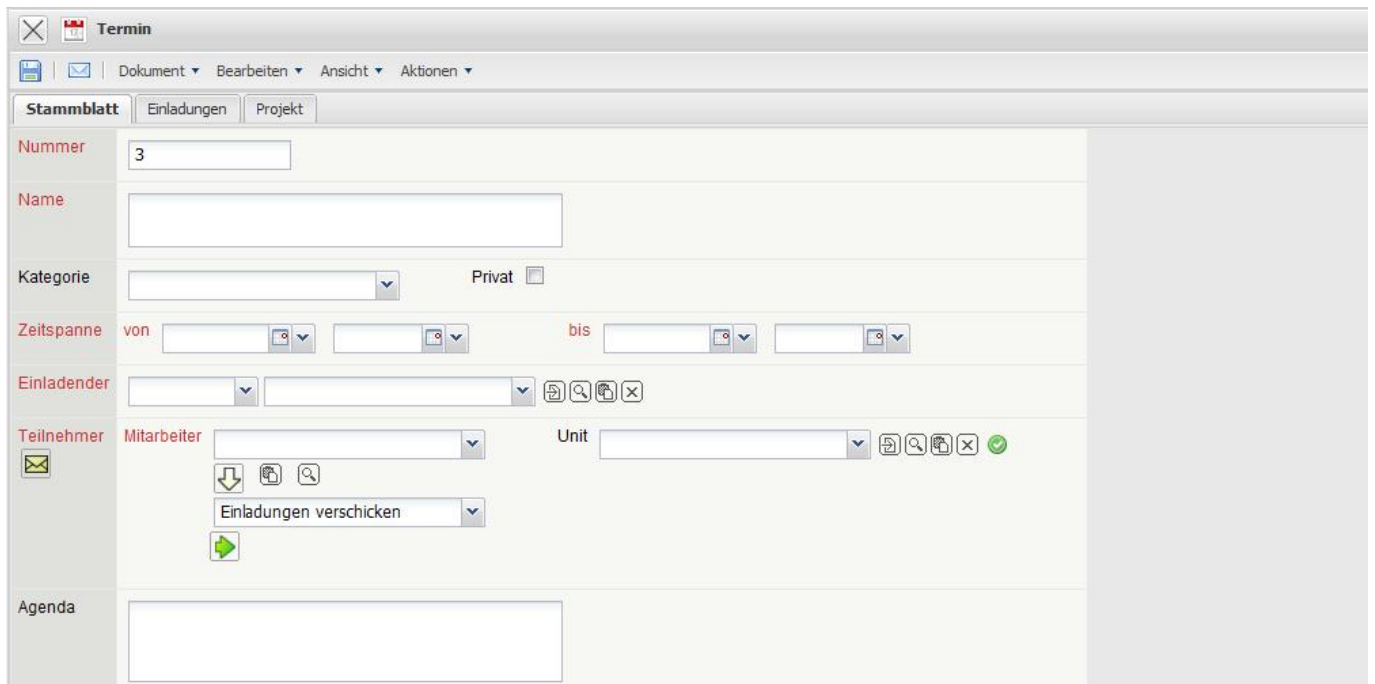 Termin
Dokument Bearbeiten Ansicht Aktionen
Stammblatt Einladungen Projekt
Nummer 3
Name
Kategorie Privat
Zeitspanne von bis
Einladender
Teilnehmer Mitarbeiter Unit
Einladungen verschicken
Agenda